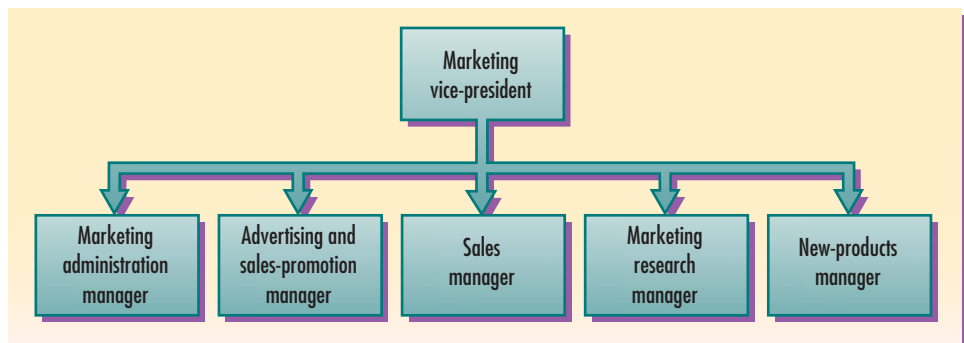 Marketing
vice-president
Marketing
administration
manager
Advertising and
sales-promotion
manager
Sales
manager
Marketing
research
manager
New-products
manager